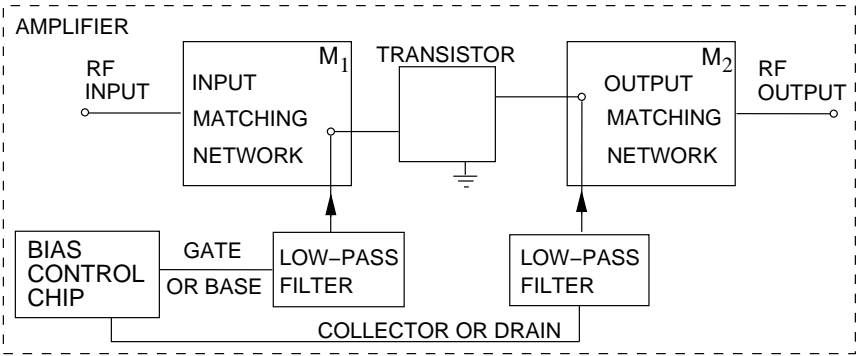 AMPLIFIER
RF
INPUT
INPUT
MATCHING
NETWORK
M1
TRANSISTOR
M2
OUTPUT
MATCHING
NETWORK
RF
OUTPUT
BIAS
CONTROL
CHIP
GATE
OR BASE
LOW−PASS
FILTER
LOW−PASS
FILTER
COLLECTOR OR DRAIN